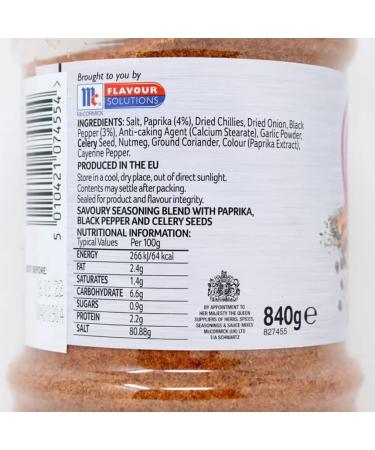 Brought to you by
Mc
McCORMICK
FLAVOUR
SOLUTIONS
INGREDIENTS: Salt, Paprika (4%), Dried Chillies, Dried Onion, Black
Pepper (3%), Anti-caking Agent (Calcium Stearate), Garlic Powder,
Celery Seed, Nutmeg, Ground Coriander, Colour (Paprika Extract),
Cayenne Pepper.
PRODUCED IN THE EU
Store in a cool, dry place, out of direct sunlight.
Contents may settle after packing.
Sealed for product and flavour integrity.
SAVOURY SEASONING BLEND WITH PAPRIKA,
BLACK PEPPER AND CELERY SEEDS
NUTRITIONAL INFORMATION:
Typical Values Per 100g
ENERGY 266 kJ/64 kcal
FAT 2.4g
SATURATES 1.4g
CARBOHYDRATE 6.6g
SUGARS 0.9g
PROTEIN 2.2g
SALT 80.88g
BY APPOINTMENT TO
HER MAJESTY THE QUEEN
SUPPLIERS OF HERBS, SPICES,
SEASONINGS & SAUCE MIXES
McCORMICK (UK) LTD
T/A SCHWARTZ
840g e
827455
5 010421 074554 >
BEFORE: